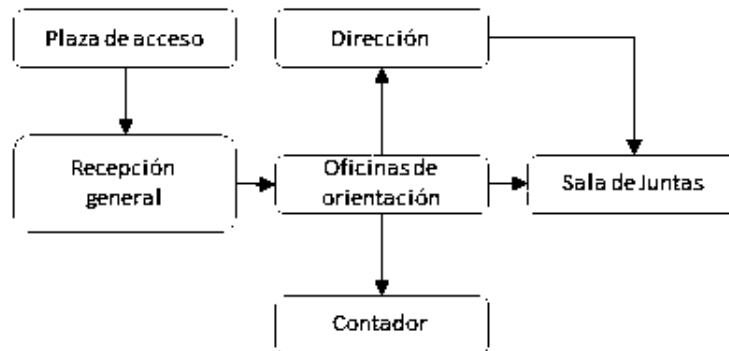 Plaza de acceso
Dirección
Recepción
general
Oficinas de
orientación
Sala de Juntas
Contador